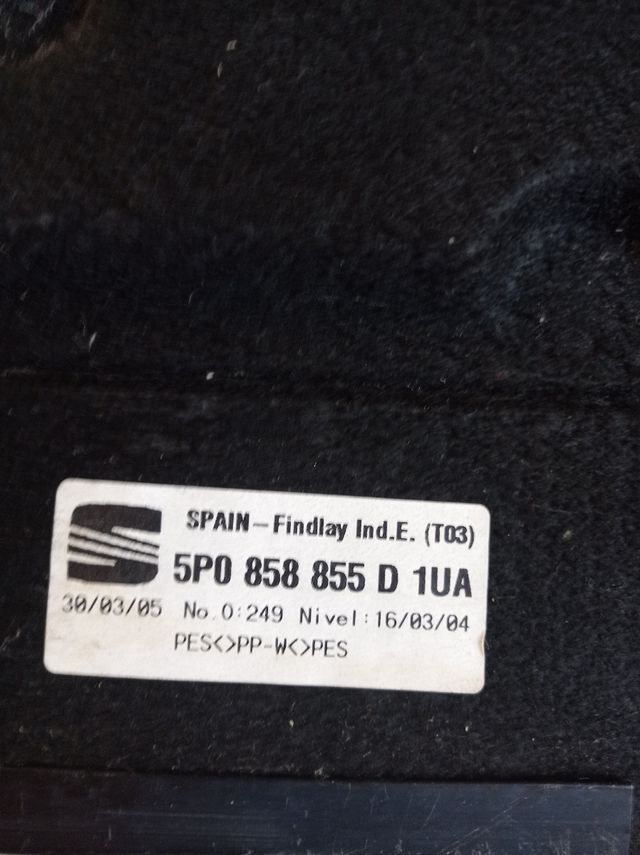 SPAIN-Findlay Ind.E. (T03)
5P0 858 855 D 1UA
30/03/05 No.O:249 Nivel:16/03/04
PES<>PP-W<>PES